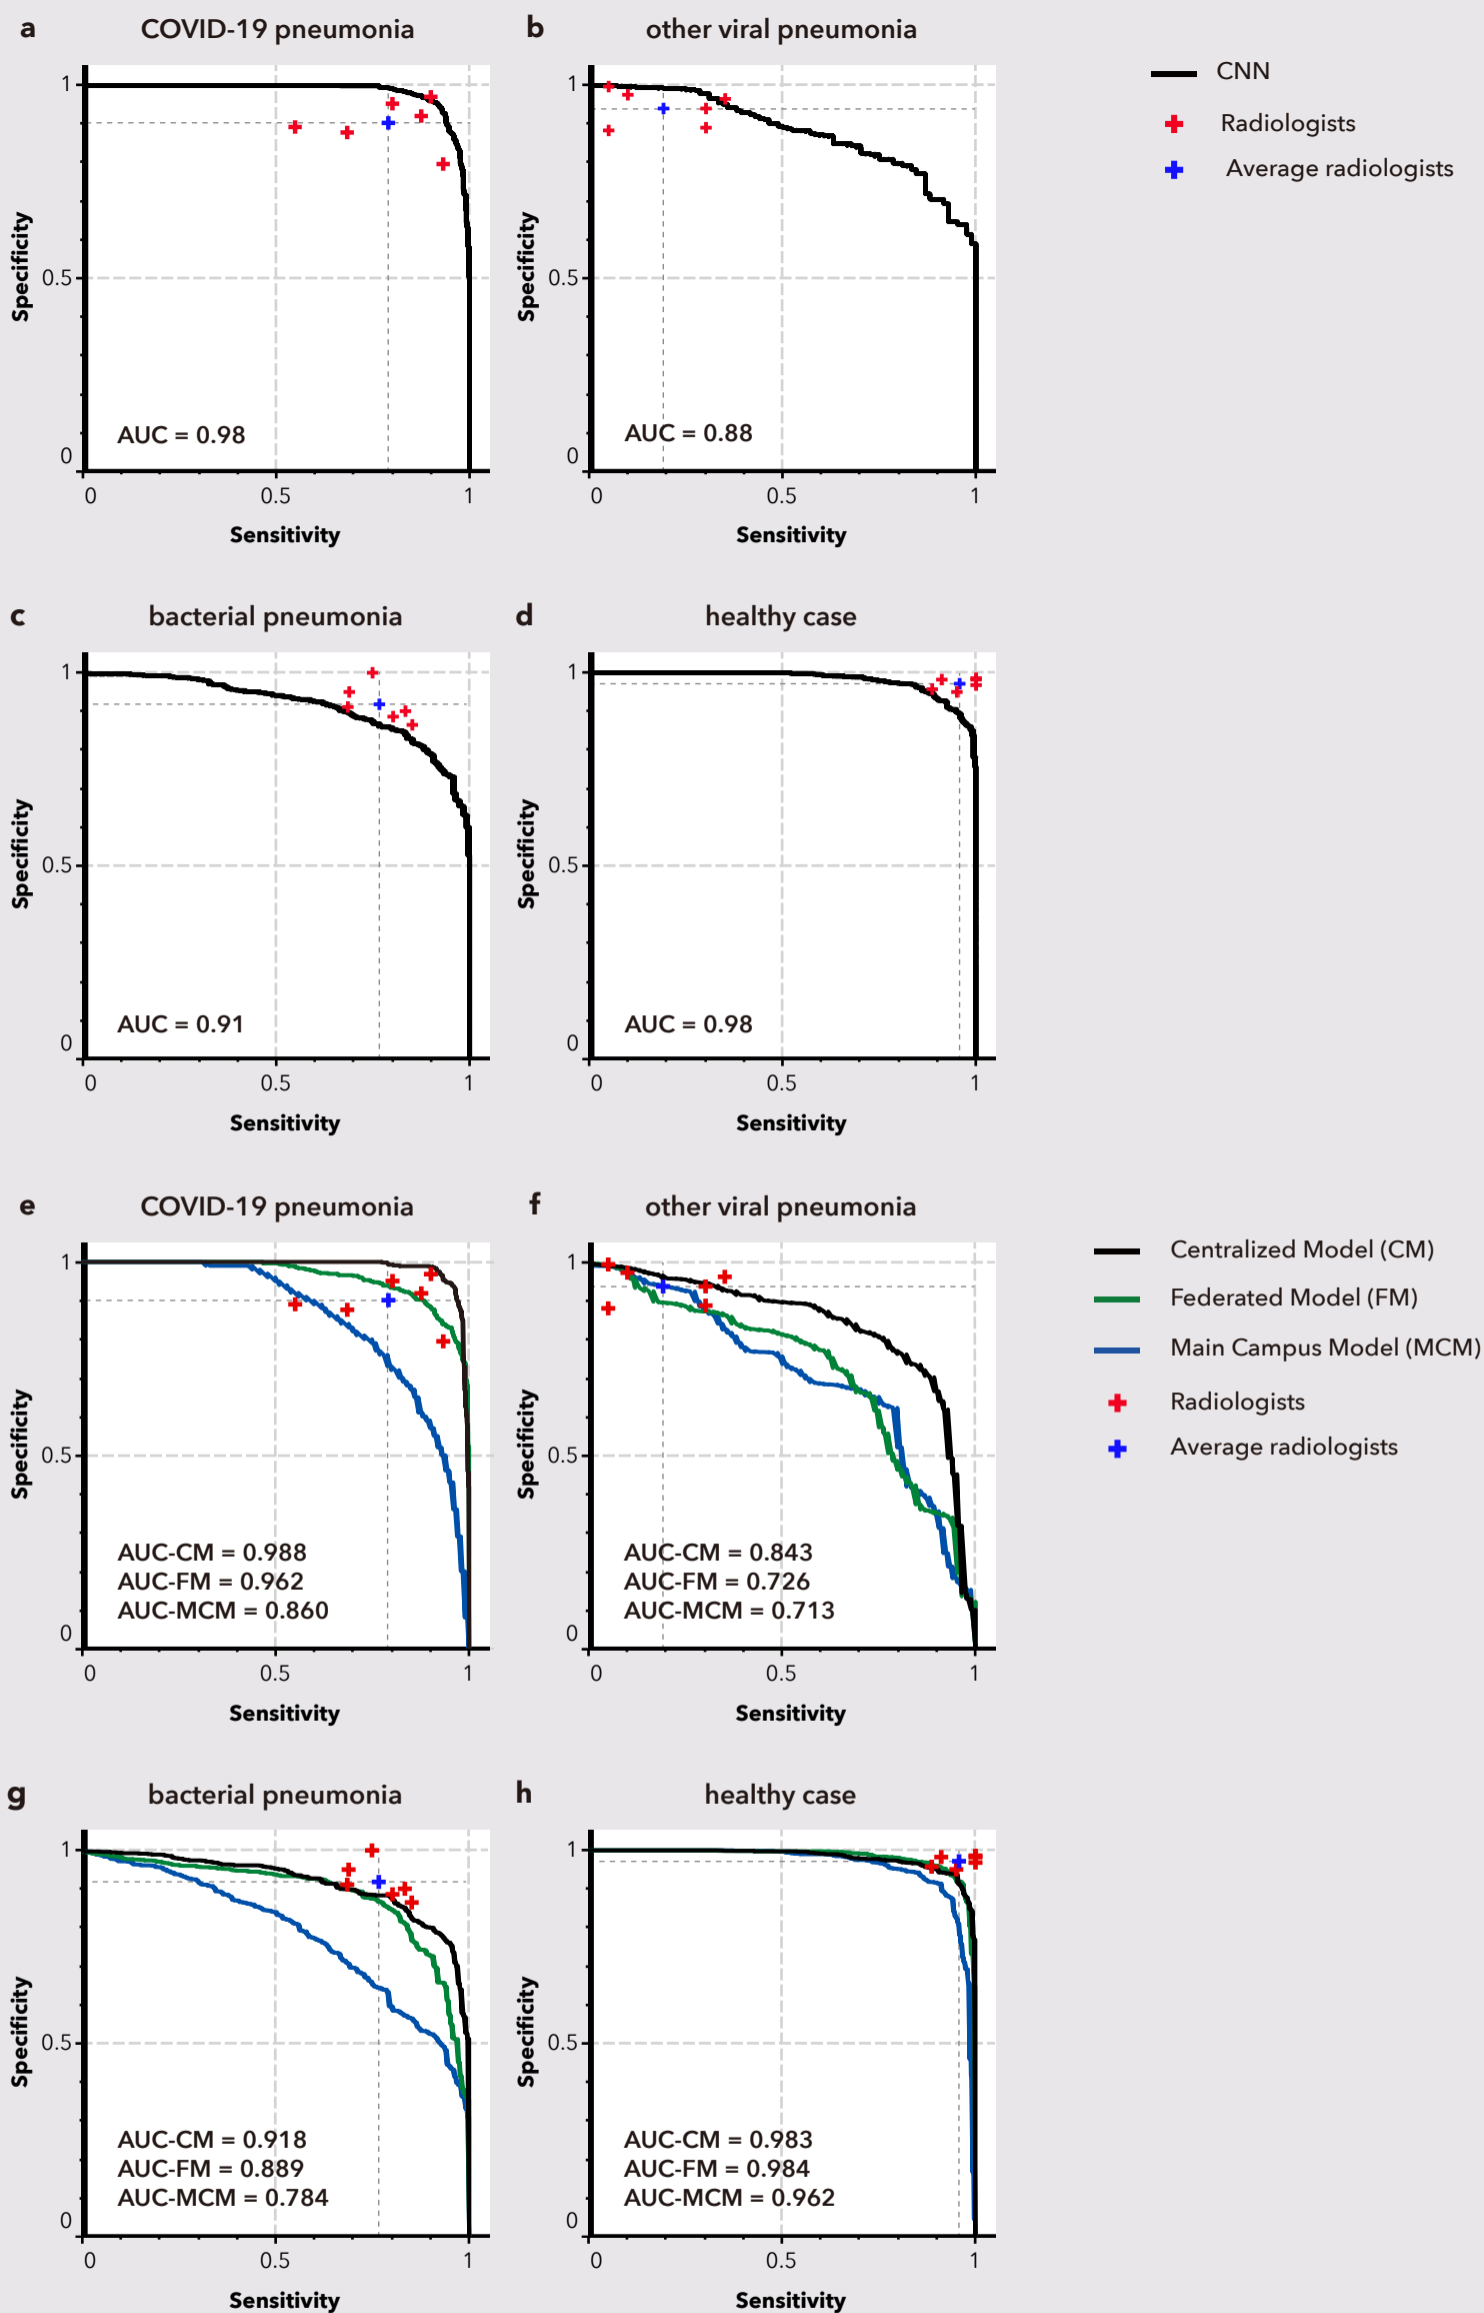 a COVID-19 pneumonia
1
0.5
0
0 0.5 1
Specificity
Sensitivity
AUC = 0.98
b other viral pneumonia
1
0.5
0
0 0.5 1
Specificity
Sensitivity
AUC = 0.88
CNN
Radiologists
Average radiologists
c bacterial pneumonia
1
0.5
0
0 0.5 1
Specificity
Sensitivity
AUC = 0.91
d healthy case
1
0.5
0
0 0.5 1
Specificity
Sensitivity
AUC = 0.98
e COVID-19 pneumonia
1
0.5
0
0 0.5 1
Specificity
Sensitivity
AUC-CM = 0.988
AUC-FM = 0.962
AUC-MCM = 0.860
f other viral pneumonia
1
0.5
0
0 0.5 1
Specificity
Sensitivity
AUC-CM = 0.843
AUC-FM = 0.726
AUC-MCM = 0.713
Centralized Model (CM)
Federated Model (FM)
Main Campus Model (MCM)
Radiologists
Average radiologists
g bacterial pneumonia
1
0.5
0
0 0.5 1
Specificity
Sensitivity
AUC-CM = 0.918
AUC-FM = 0.889
AUC-MCM = 0.784
h healthy case
1
0.5
0
0 0.5 1
Specificity
Sensitivity
AUC-CM = 0.983
AUC-FM = 0.984
AUC-MCM = 0.962